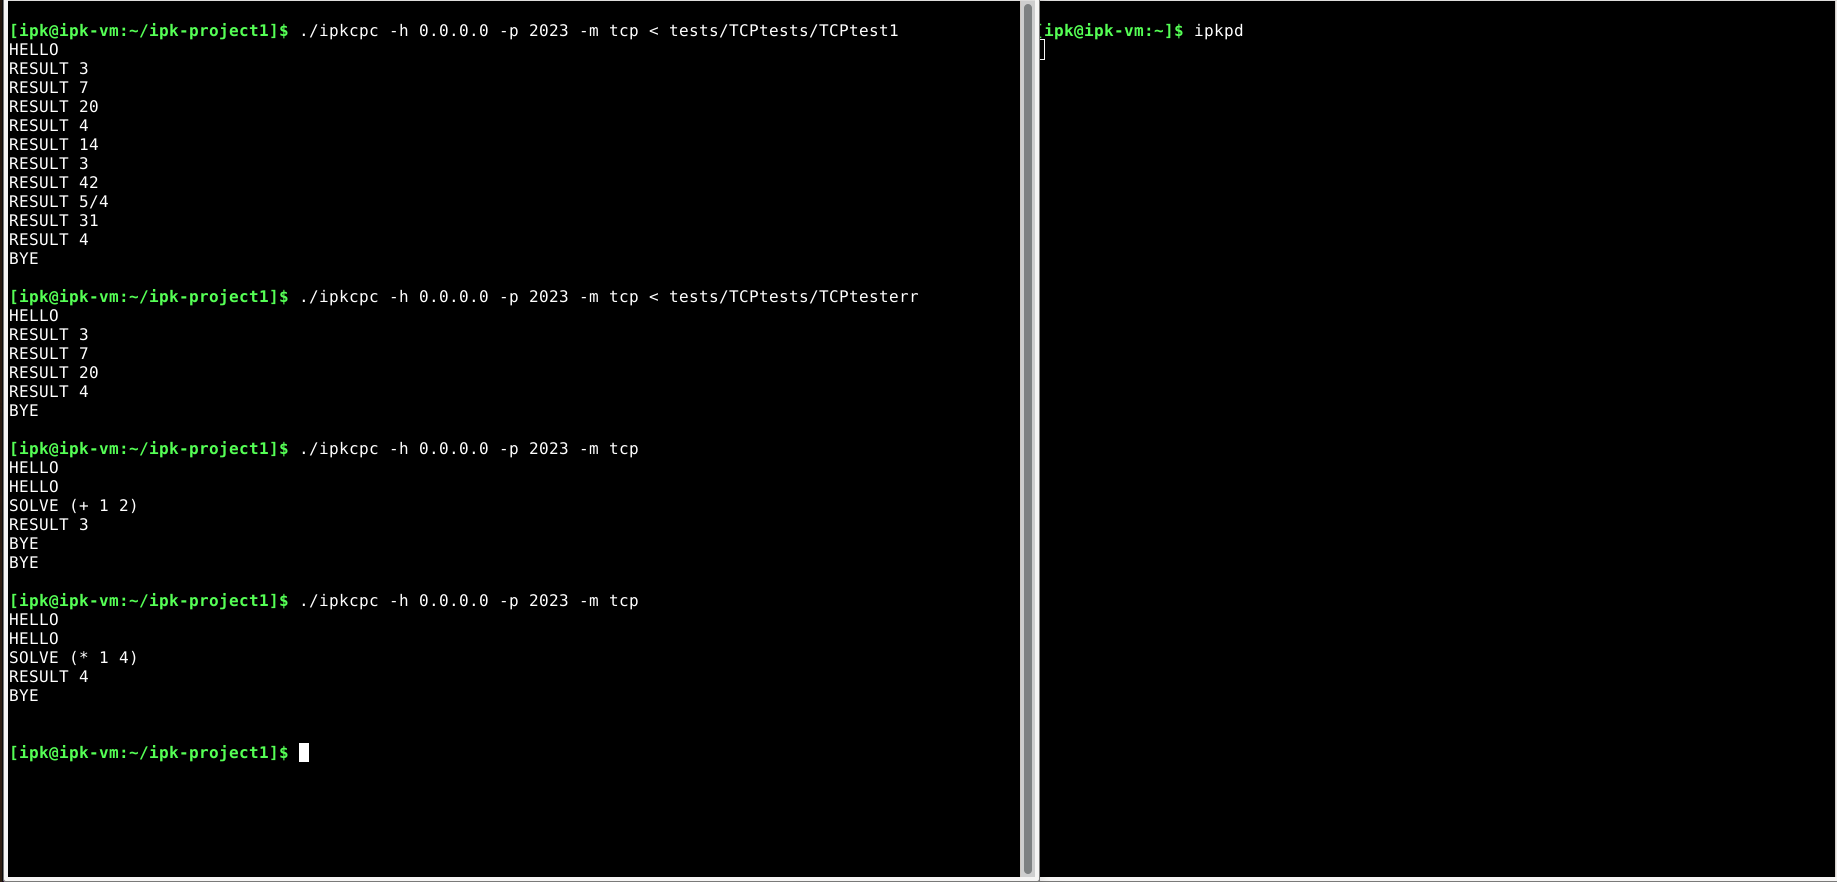 [ipk@ipk-vm:~/ipk-project1]$ ./ipkcpc -h 0.0.0.0 -p 2023 -m tcp < tests/TCPtests/TCPtest1
HELLO
RESULT 3
RESULT 7
RESULT 20
RESULT 4
RESULT 14
RESULT 3
RESULT 42
RESULT 5/4
RESULT 31
RESULT 4
BYE
[ipk@ipk-vm:~/ipk-project1]$ ./ipkcpc -h 0.0.0.0 -p 2023 -m tcp < tests/TCPtests/TCPtesterr
HELLO
RESULT 3
RESULT 7
RESULT 20
RESULT 4
BYE
[ipk@ipk-vm:~/ipk-project1]$ ./ipkcpc -h 0.0.0.0 -p 2023 -m tcp
HELLO
HELLO
SOLVE (+ 1 2)
RESULT 3
BYE
BYE
[ipk@ipk-vm:~/ipk-project1]$ ./ipkcpc -h 0.0.0.0 -p 2023 -m tcp
HELLO
HELLO
SOLVE (* 1 4)
RESULT 4
BYE
[ipk@ipk-vm:~/ipk-project1]$
[ipk@ipk-vm:~]$ ipkpd